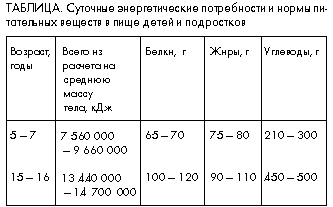 ТАБЛИЦА. Суточные энергетические потребности и нормы пи-
тательных веществ в пище детей и подростков
Возраст, годы
Всего из расчета на среднюю массу тела, кДж
Белки, г
Жиры, г
Углеводы, г
5 – 7
7 560 000 – 9 660 000
65 – 70
75 – 80
210 – 300
15 – 16
13 440 000 – 14 700 000
100 – 120
90 – 110
450 – 500